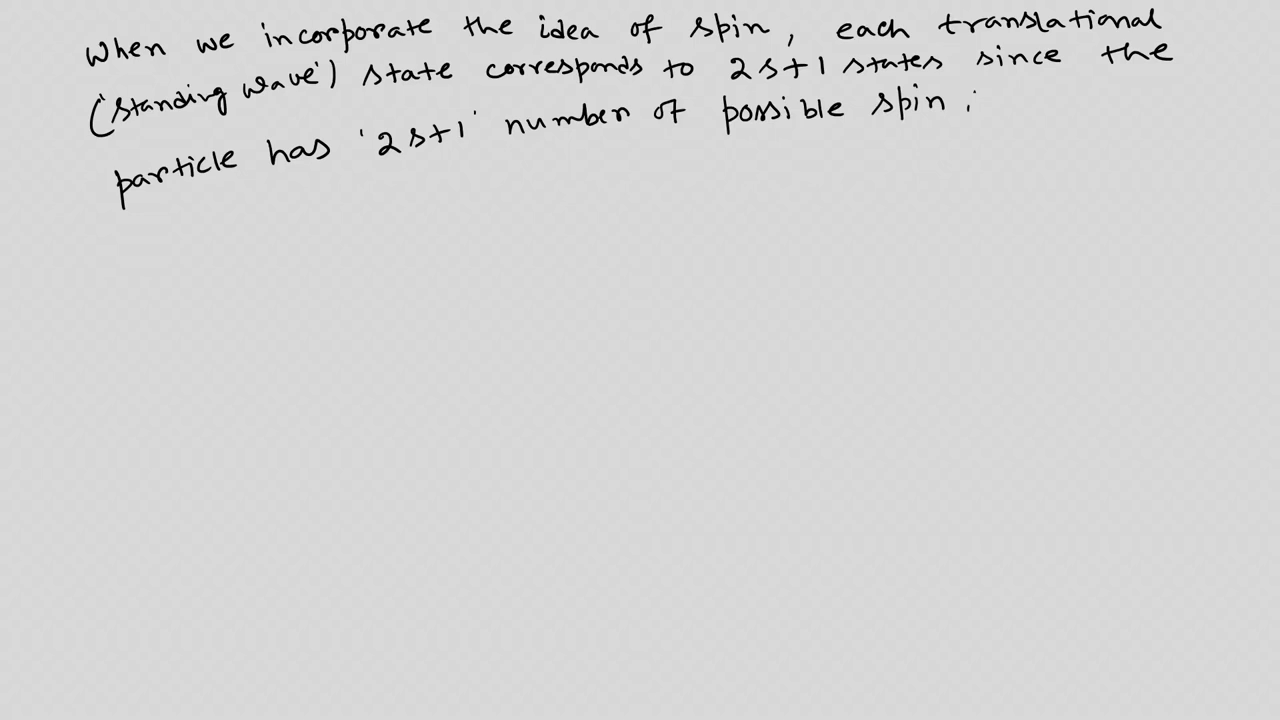 When we incorporate the idea of spin, each translational
('standing wave') state corresponds to 2s+1 states since the
particle has '2s+1' number of possible spin.